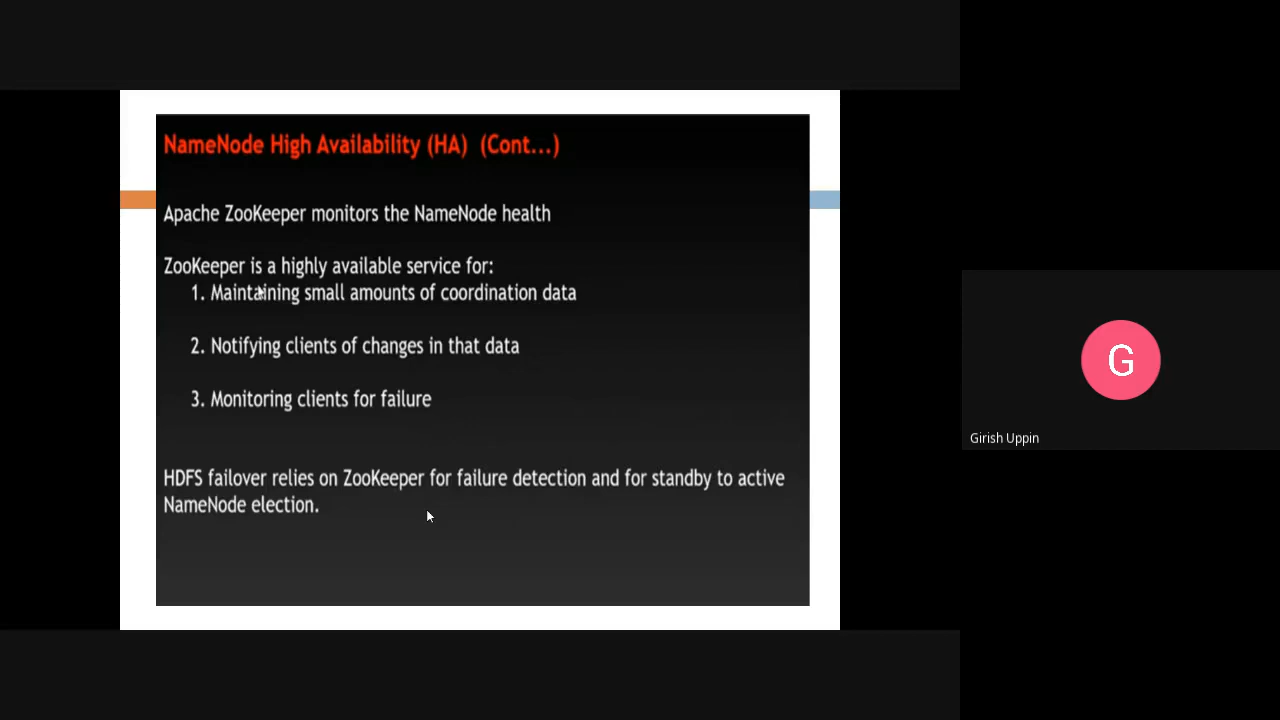 NameNode High Availability (HA) (Cont...)
Apache ZooKeeper monitors the NameNode health
ZooKeeper is a highly available service for:
1. Maintaining small amounts of coordination data
2. Notifying clients of changes in that data
3. Monitoring clients for failure
HDFS failover relies on ZooKeeper for failure detection and for standby to active
NameNode election.
G
Girish Uppin